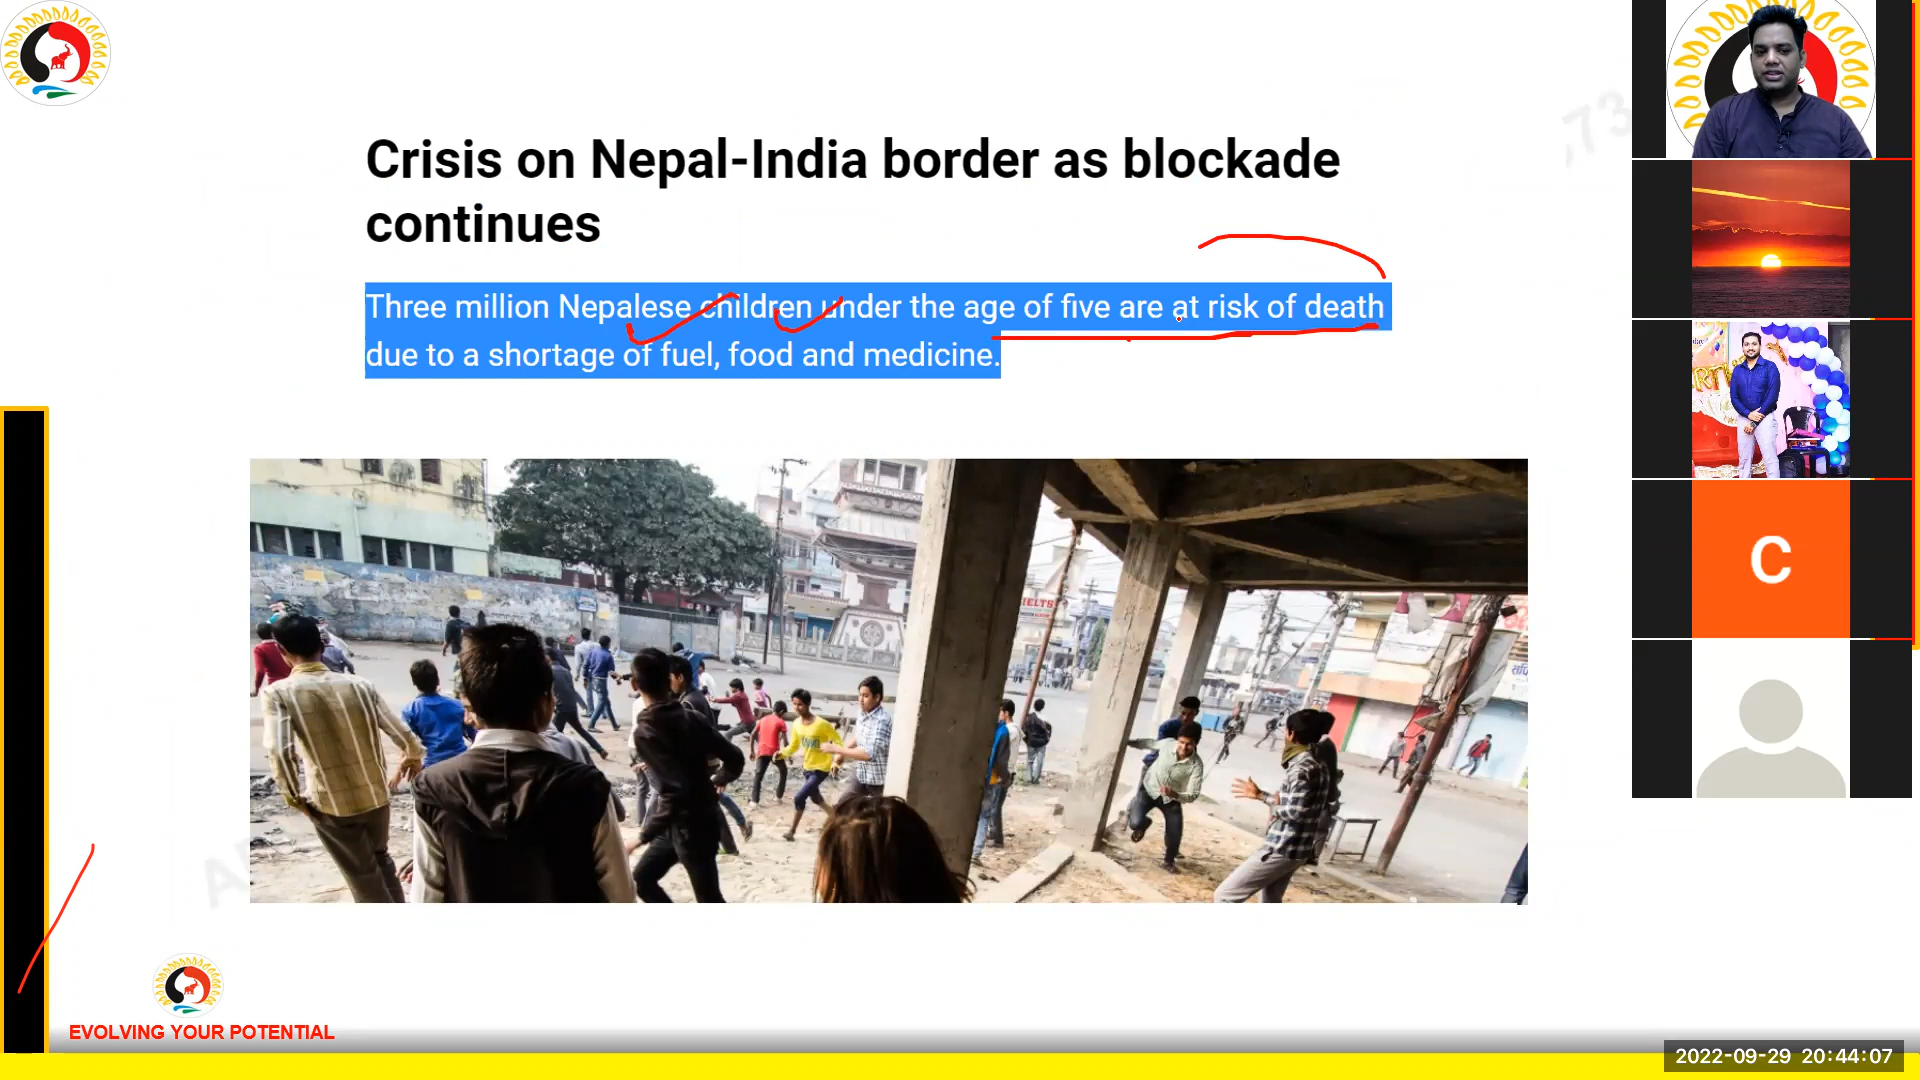 Crisis on Nepal-India border as blockade
continues
Three million Nepalese children under the age of five are at risk of death
due to a shortage of fuel, food and medicine.
IELTS
C
EVOLVING YOUR POTENTIAL
2022-09-29 20:44:07